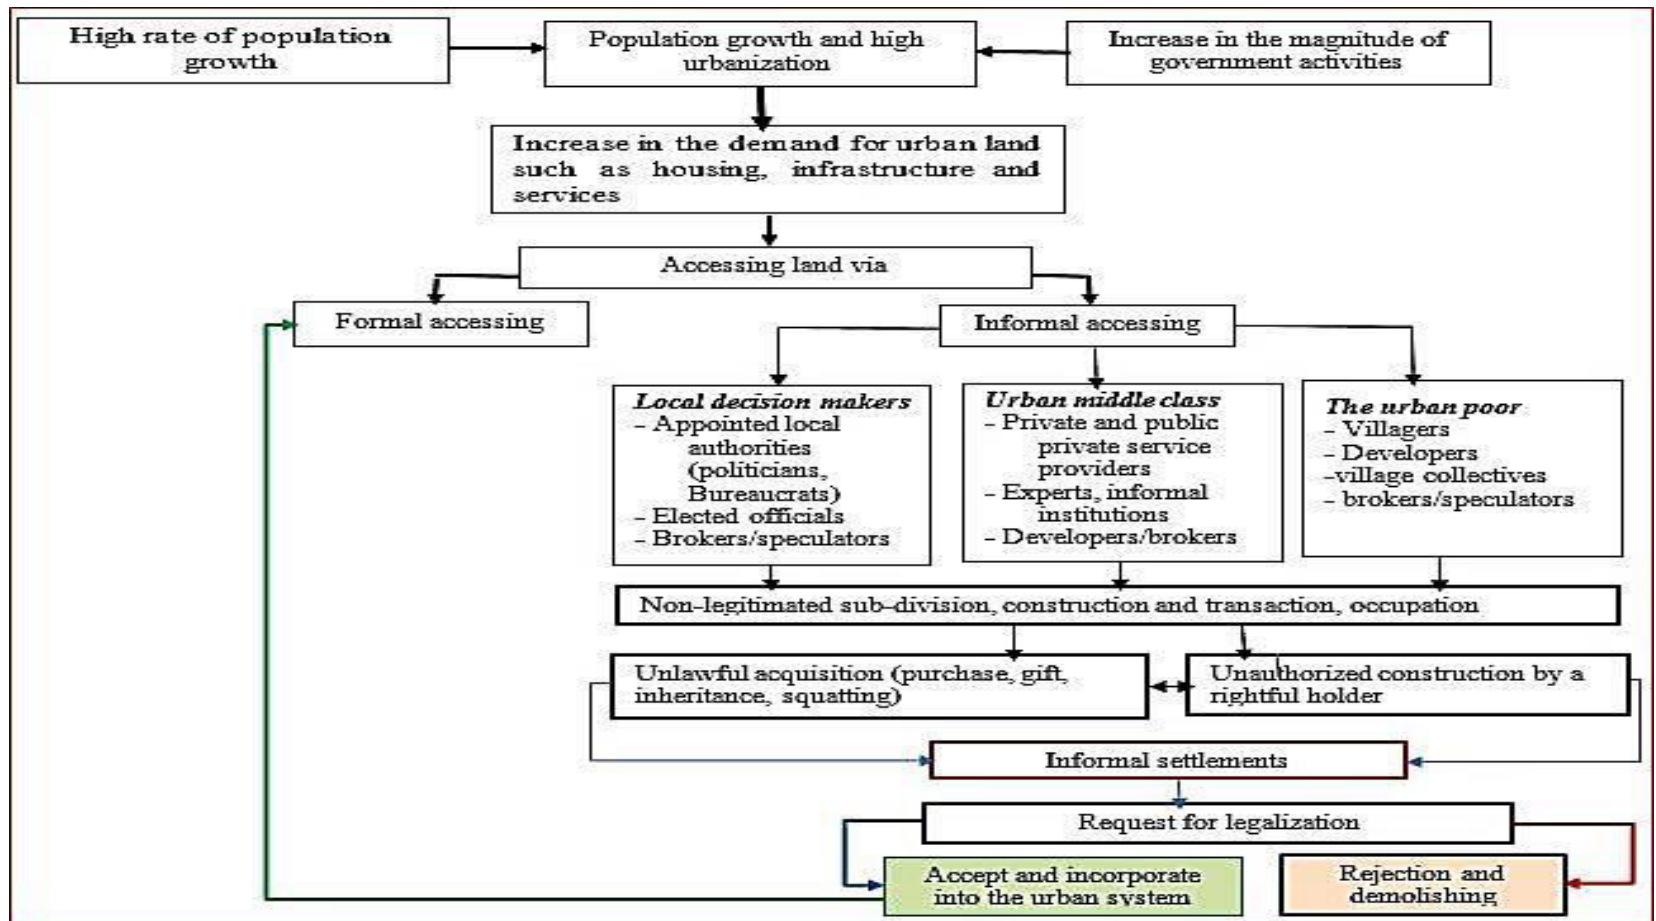 High rate of population
growth
Population growth and high
urbanization
Increase in the magnitude of
government activities
Increase in the demand for urban land
such as housing, infrastructure and
services
Accessing land via
Formal accessing
Informal accessing
Local decision makers
- Appointed local
authorities
(politicians,
Bureaucrats)
- Elected officials
- Brokers/speculators
Urban middle class
- Private and public
private service
providers
- Experts, informal
institutions
- Developers/brokers
The urban poor
- Villagers
- Developers
-village collectives
- brokers/speculators
Non-legitimated sub-division, construction and transaction, occupation
Unlawful acquisition (purchase, gift,
inheritance, squatting)
Unauthorized construction by a
rightful holder
Informal settlements
Request for legalization
Accept and incorporate
into the urban system
Rejection and
demolishing